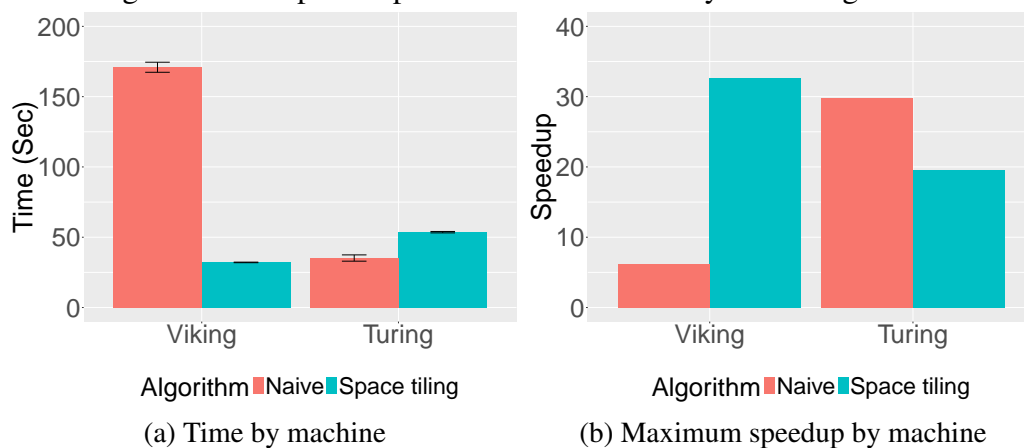 200
150
100
50
0
Time (Sec)
Viking Turing
Algorithm Naive Space tiling
(a) Time by machine
40
30
20
10
0
Speedup
Viking Turing
Algorithm Naive Space tiling
(b) Maximum speedup by machine